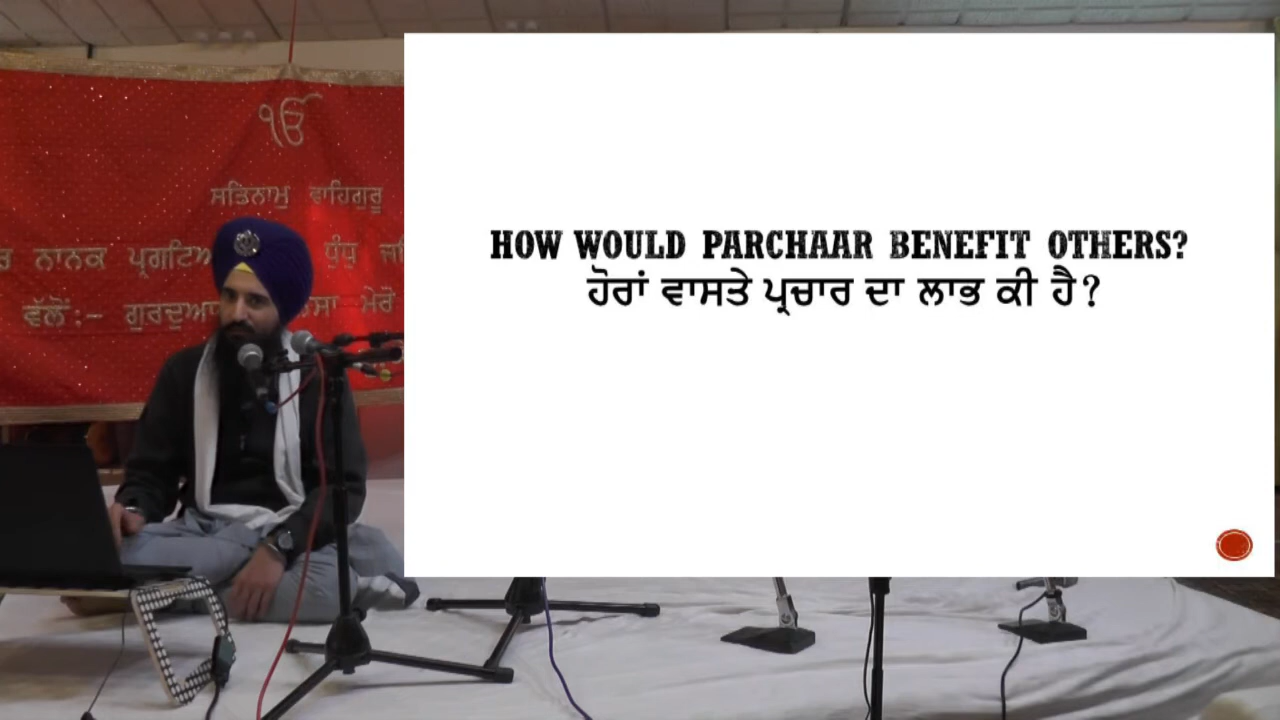 ੴ
ਸਤਿਨਾਮੁ ਵਾਹਿਗੁਰੂ
ਨਾਨਕ ਧੁੰਧੁ
ਵੱਲੋਂ :-
HOW WOULD PARCHAAR BENEFIT OTHERS?
ਹੋਰਾਂ ਵਾਸਤੇ ਪ੍ਰਚਾਰ ਦਾ ਲਾਭ ਕੀ ਹੈ?